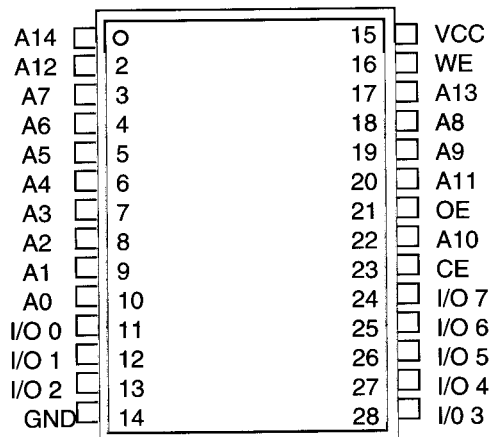 A14 O 15 VCC
A12 2 16 WE
A7 3 17 A13
A6 4 18 A8
A5 5 19 A9
A4 6 20 A11
A3 7 21 OE
A2 8 22 A10
A1 9 23 CE
A0 10 24 I/O 7
I/O 0 11 25 I/O 6
I/O 1 12 26 I/O 5
I/O 2 13 27 I/O 4
GND 14 28 I/0 3